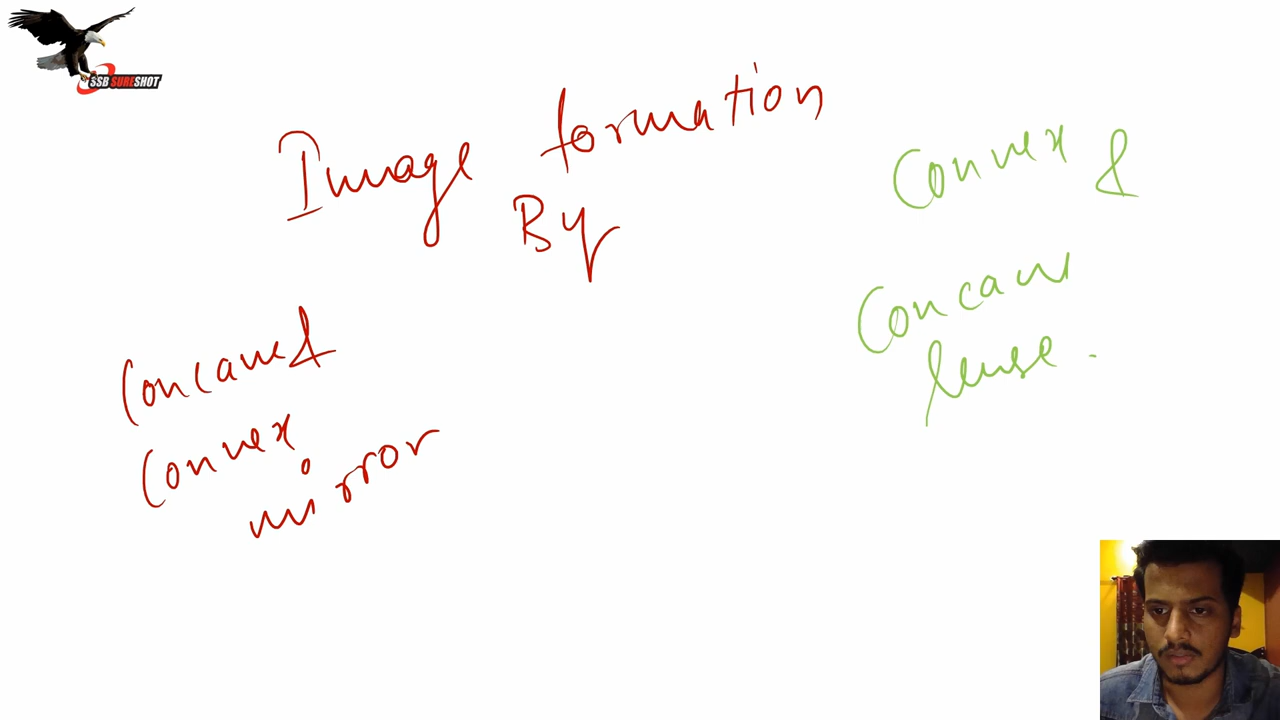 SSB SURESHOT
Image formation
By
Concave &
Convex
mirror
Convex &
Concave
lense.